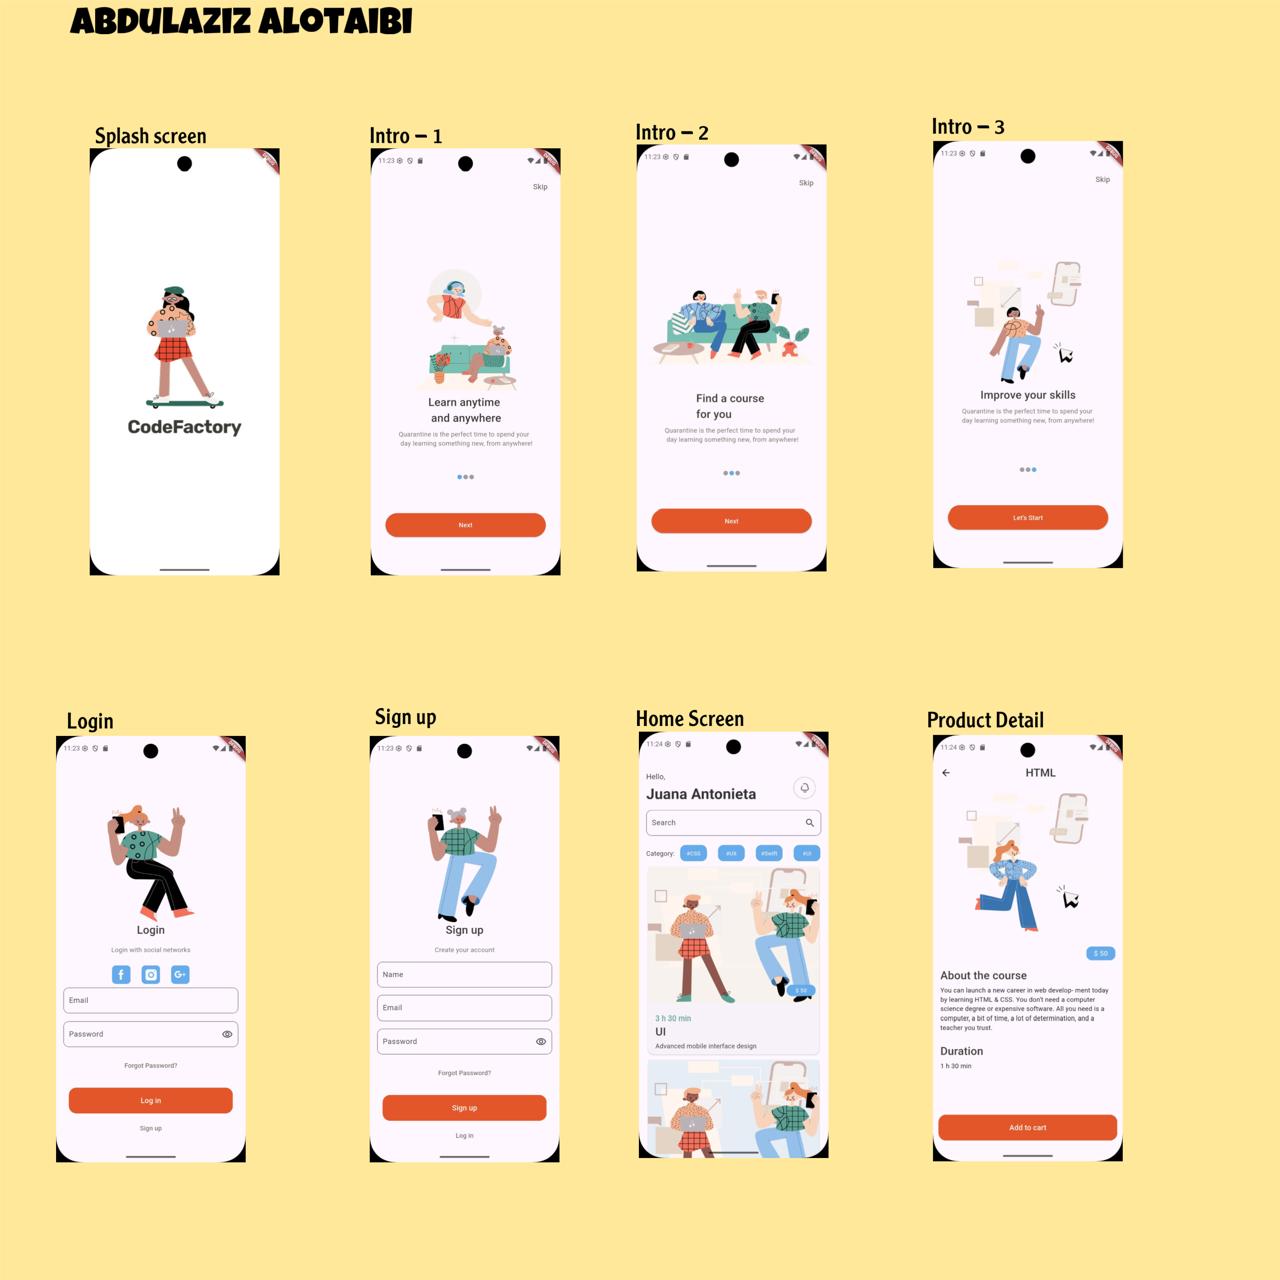 ABDULAZIZ ALOTAIBI
Splash screen
CodeFactory
Intro – 1
11:23
Skip
Learn anytime
and anywhere
Quarantine is the perfect time to spend your
day learning something new, from anywhere!
Next
Intro – 2
11:23
Skip
Find a course
for you
Quarantine is the perfect time to spend your
day learning something new, from anywhere!
Next
Intro – 3
11:23
Skip
Improve your skills
Quarantine is the perfect time to spend your
day learning something new, from anywhere!
Let's Start
Login
11:23
Login
Login with social networks
Email
Password
Forgot Password?
Log in
Sign up
Sign up
11:23
Sign up
Create your account
Name
Email
Password
Forgot Password?
Sign up
Log in
Home Screen
11:24
Hello,
Juana Antonieta
Search
Category: #CSS #UX #Swift #UI
$ 50
3 h 30 min
UI
Advanced mobile interface design
Product Detail
11:24
HTML
$ 50
About the course
You can launch a new career in web develop- ment today
by learning HTML & CSS. You don't need a computer
science degree or expensive software. All you need is a
computer, a bit of time, a lot of determination, and a
teacher you trust.
Duration
1 h 30 min
Add to cart